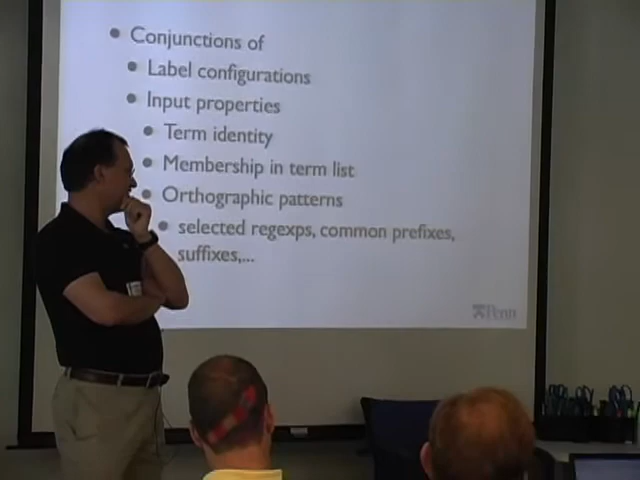 Conjunctions of
Label configurations
Input properties
Term identity
Membership in term list
Orthographic patterns
selected regexps, common prefixes,
suffixes,...
Penn